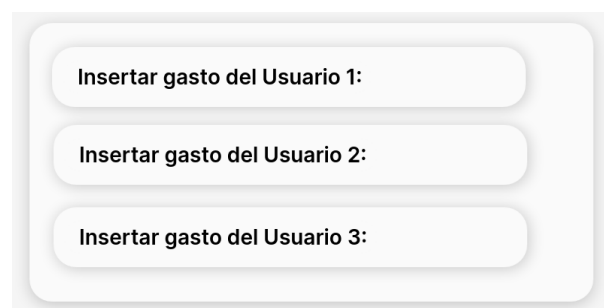 Insertar gasto del Usuario 1:
Insertar gasto del Usuario 2:
Insertar gasto del Usuario 3: